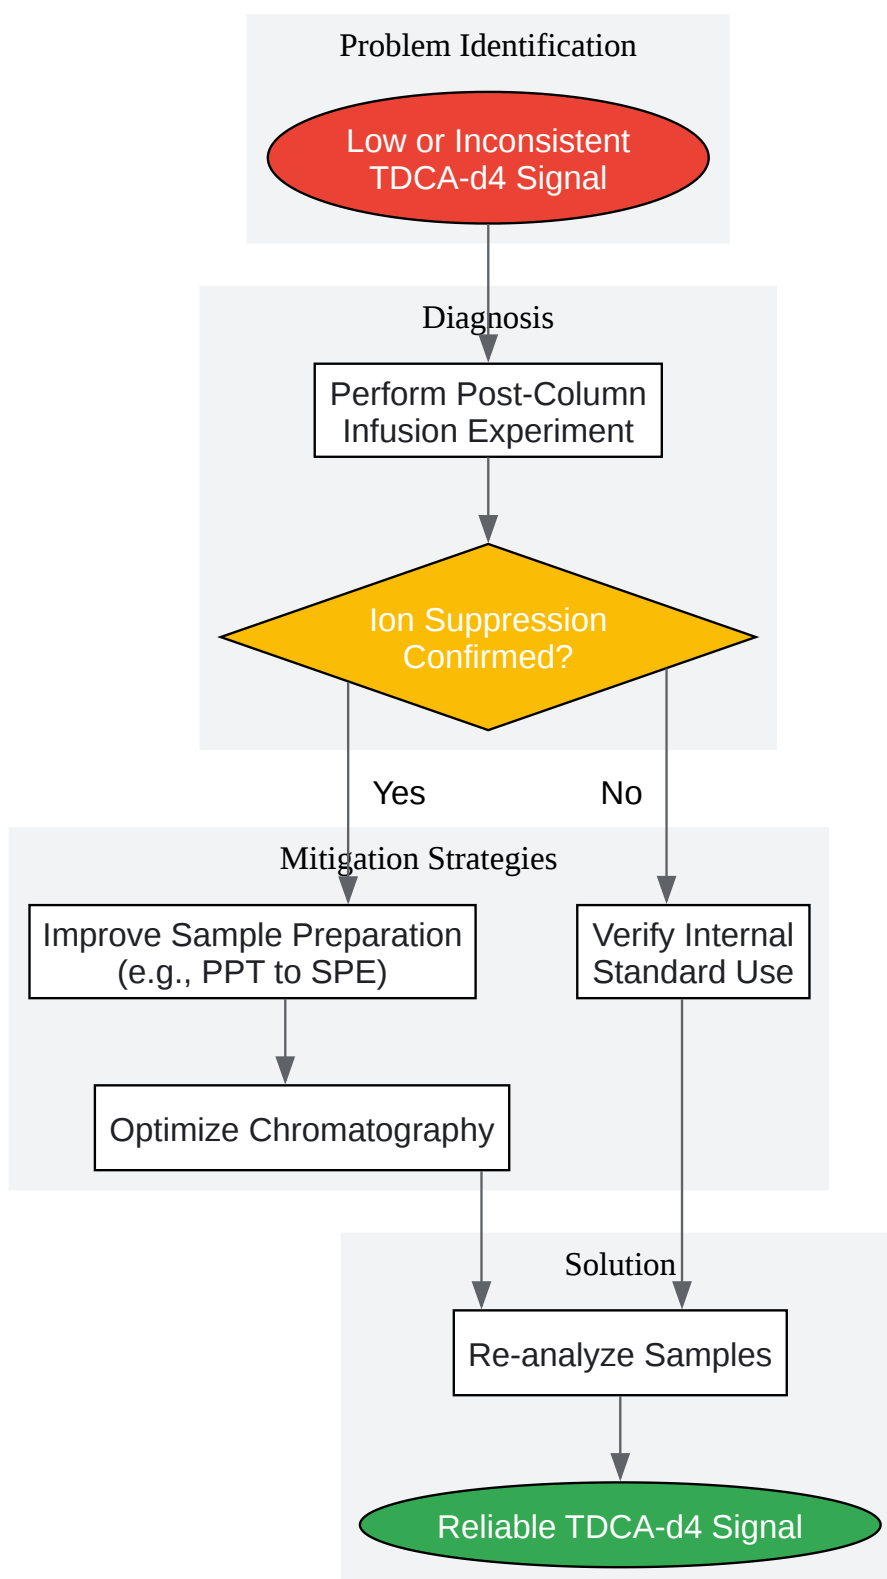 Problem Identification
Low or Inconsistent
TDCA-d4 Signal
Diagnosis
Perform Post-Column
Infusion Experiment
Ion Suppression
Confirmed?
Yes
No
Mitigation Strategies
Improve Sample Preparation
(e.g., PPT to SPE)
Verify Internal
Standard Use
Optimize Chromatography
Solution
Re-analyze Samples
Reliable TDCA-d4 Signal